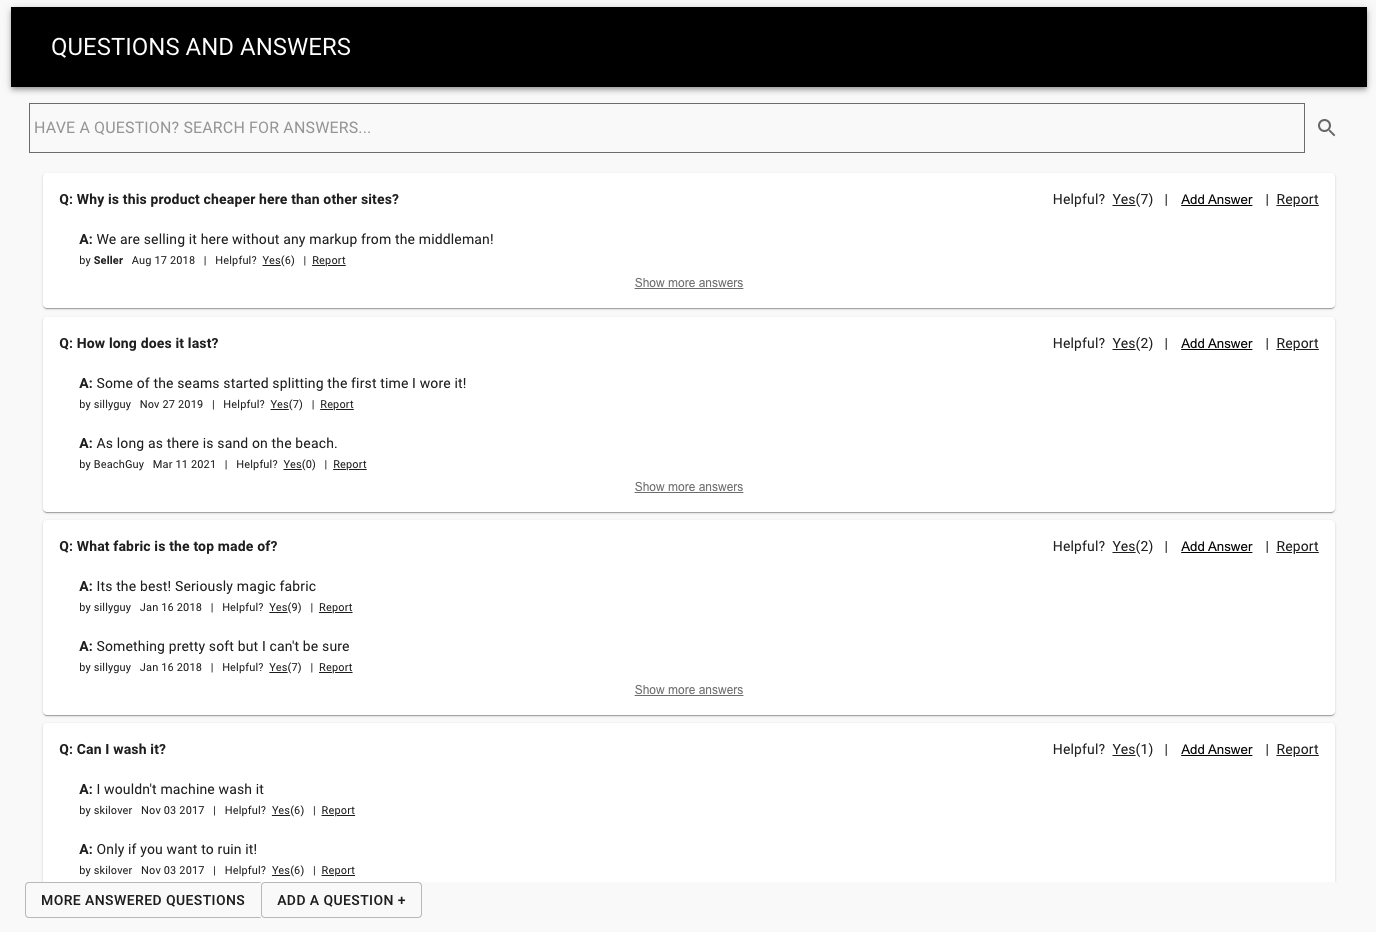 QUESTIONS AND ANSWERS
HAVE A QUESTION? SEARCH FOR ANSWERS...
Q: Why is this product cheaper here than other sites? Helpful? Yes(7) | Add Answer | Report
A: We are selling it here without any markup from the middleman!
by Seller Aug 17 2018 | Helpful? Yes(6) | Report
Show more answers
Q: How long does it last? Helpful? Yes(2) | Add Answer | Report
A: Some of the seams started splitting the first time I wore it!
by sillyguy Nov 27 2019 | Helpful? Yes(7) | Report
A: As long as there is sand on the beach.
by BeachGuy Mar 11 2021 | Helpful? Yes(0) | Report
Show more answers
Q: What fabric is the top made of? Helpful? Yes(2) | Add Answer | Report
A: Its the best! Seriously magic fabric
by sillyguy Jan 16 2018 | Helpful? Yes(9) | Report
A: Something pretty soft but I can't be sure
by sillyguy Jan 16 2018 | Helpful? Yes(7) | Report
Show more answers
Q: Can I wash it? Helpful? Yes(1) | Add Answer | Report
A: I wouldn't machine wash it
by skilover Nov 03 2017 | Helpful? Yes(6) | Report
A: Only if you want to ruin it!
by skilover Nov 03 2017 | Helpful? Yes(6) | Report
MORE ANSWERED QUESTIONS ADD A QUESTION +